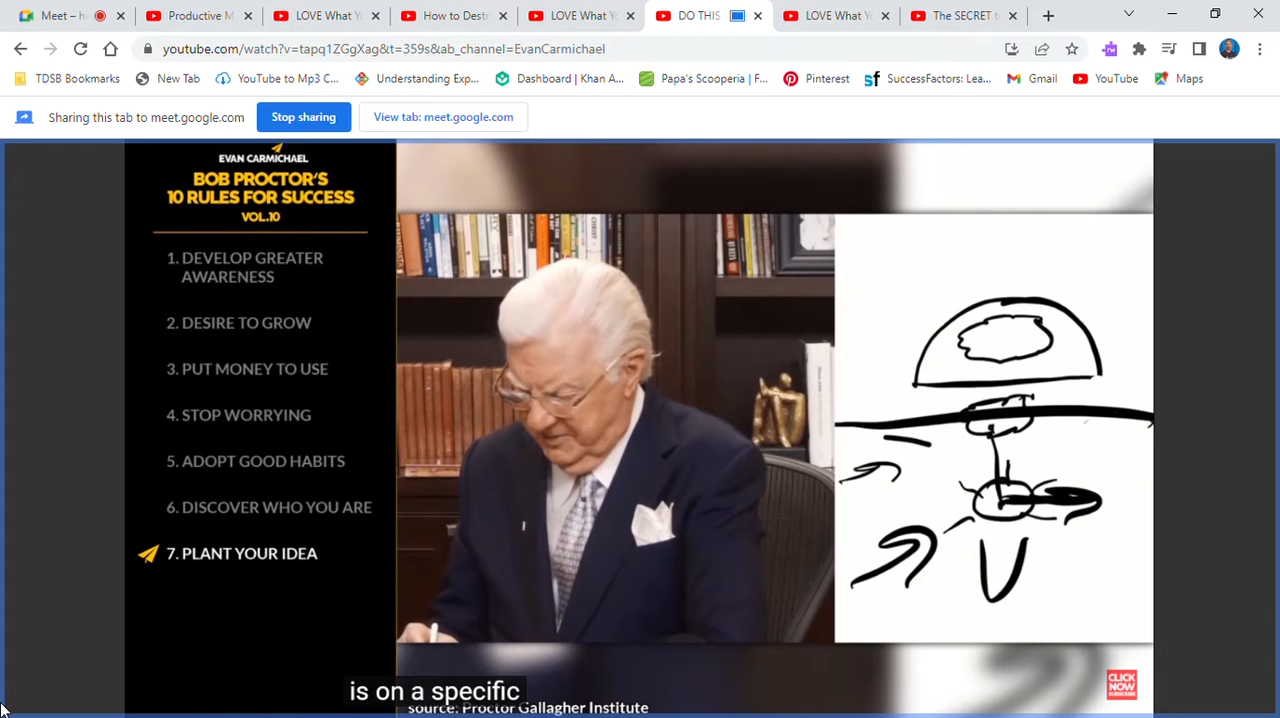 Meet – h
Productive M
LOVE What Y
How to Dest
LOVE What Y
DO THIS
LOVE What Y
The SECRET t
youtube.com/watch?v=tapq1ZGgXag&t=359s&ab_channel=EvanCarmichael
TDSB Bookmarks
New Tab
YouTube to Mp3 C...
Understanding Exp...
Dashboard | Khan A...
Papa's Scooperia | F...
Pinterest
SuccessFactors: Lea...
Gmail
YouTube
Maps
Sharing this tab to meet.google.com
Stop sharing
View tab: meet.google.com
EVAN CARMICHAEL
BOB PROCTOR'S
10 RULES FOR SUCCESS
VOL.10
1. DEVELOP GREATER
AWARENESS
2. DESIRE TO GROW
3. PUT MONEY TO USE
4. STOP WORRYING
5. ADOPT GOOD HABITS
6. DISCOVER WHO YOU ARE
7. PLANT YOUR IDEA
is on a specific
source: Proctor Gallagher Institute
CLICK
NOW
SUBSCRIBE